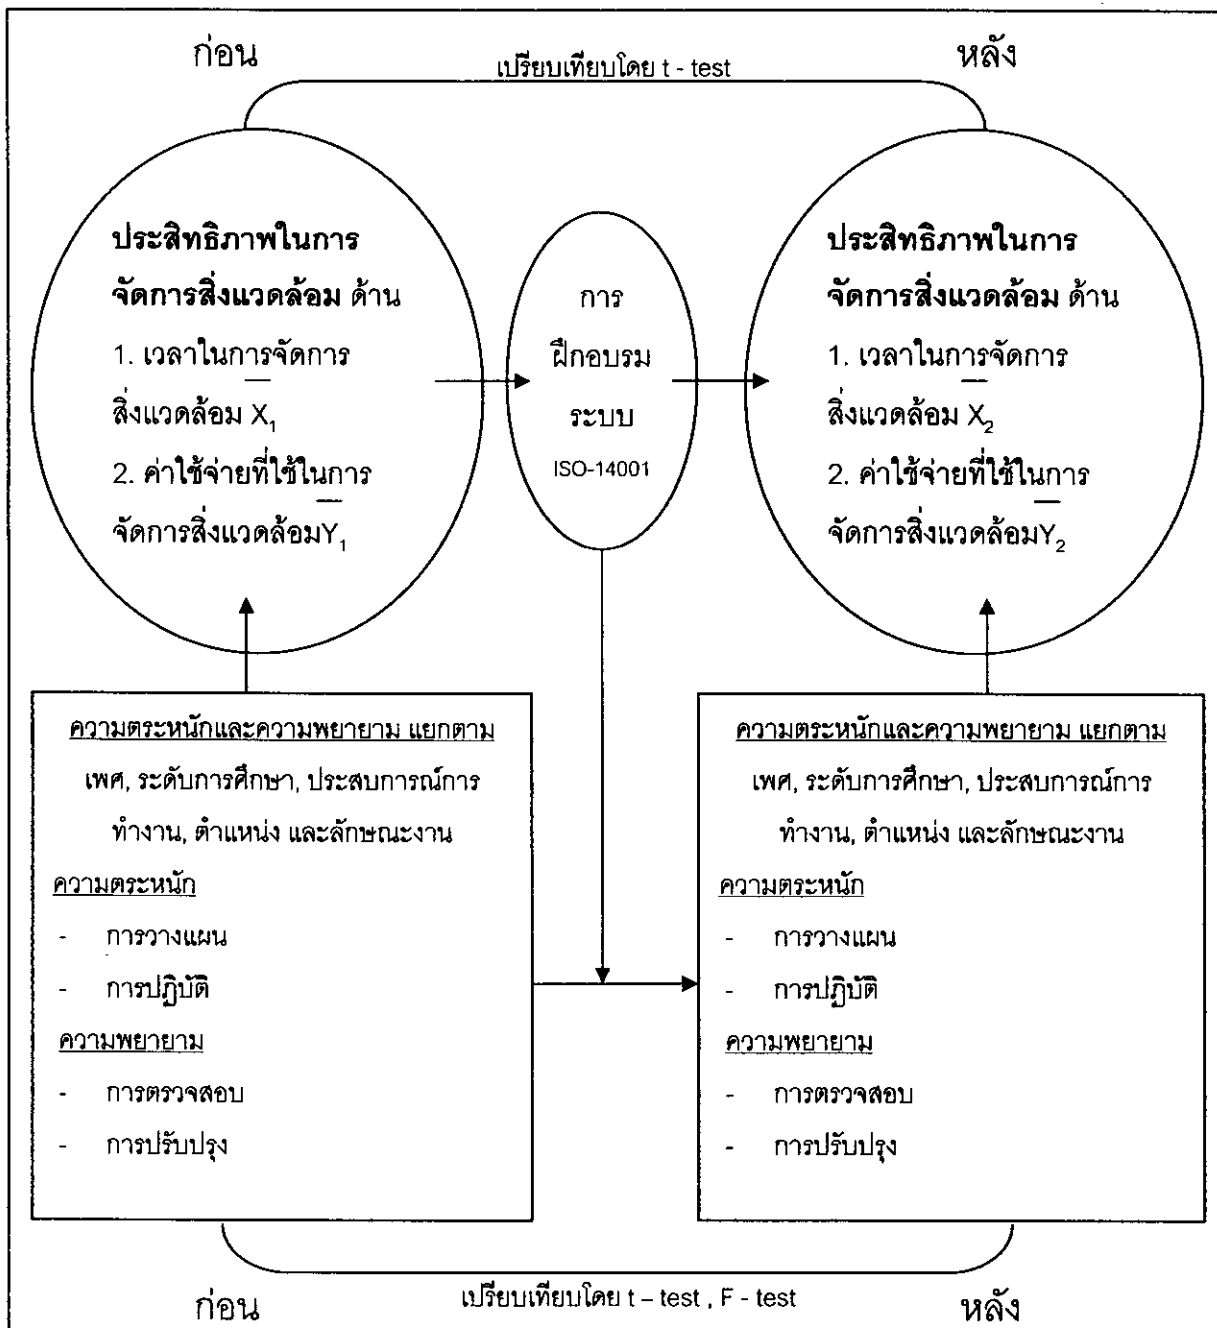 ก่อน
หลัง
เปรียบเทียบโดย t - test
ประสิทธิภาพในการ
จัดการสิ่งแวดล้อม ด้าน
1. เวลาในการจัดการ
สิ่งแวดล้อม X̅₁
2. ค่าใช้จ่ายที่ใช้ในการ
จัดการสิ่งแวดล้อมY̅₁
การ
ฝึกอบรม
ระบบ
ISO-14001
ประสิทธิภาพในการ
จัดการสิ่งแวดล้อม ด้าน
1. เวลาในการจัดการ
สิ่งแวดล้อม X̅₂
2. ค่าใช้จ่ายที่ใช้ในการ
จัดการสิ่งแวดล้อมY̅₂
ความตระหนักและความพยายาม แยกตาม
เพศ, ระดับการศึกษา, ประสบการณ์การ
ทำงาน, ตำแหน่ง และลักษณะงาน
ความตระหนัก
- การวางแผน
- การปฏิบัติ
ความพยายาม
- การตรวจสอบ
- การปรับปรุง
ความตระหนักและความพยายาม แยกตาม
เพศ, ระดับการศึกษา, ประสบการณ์การ
ทำงาน, ตำแหน่ง และลักษณะงาน
ความตระหนัก
- การวางแผน
- การปฏิบัติ
ความพยายาม
- การตรวจสอบ
- การปรับปรุง
ก่อน
เปรียบเทียบโดย t – test , F - test
หลัง